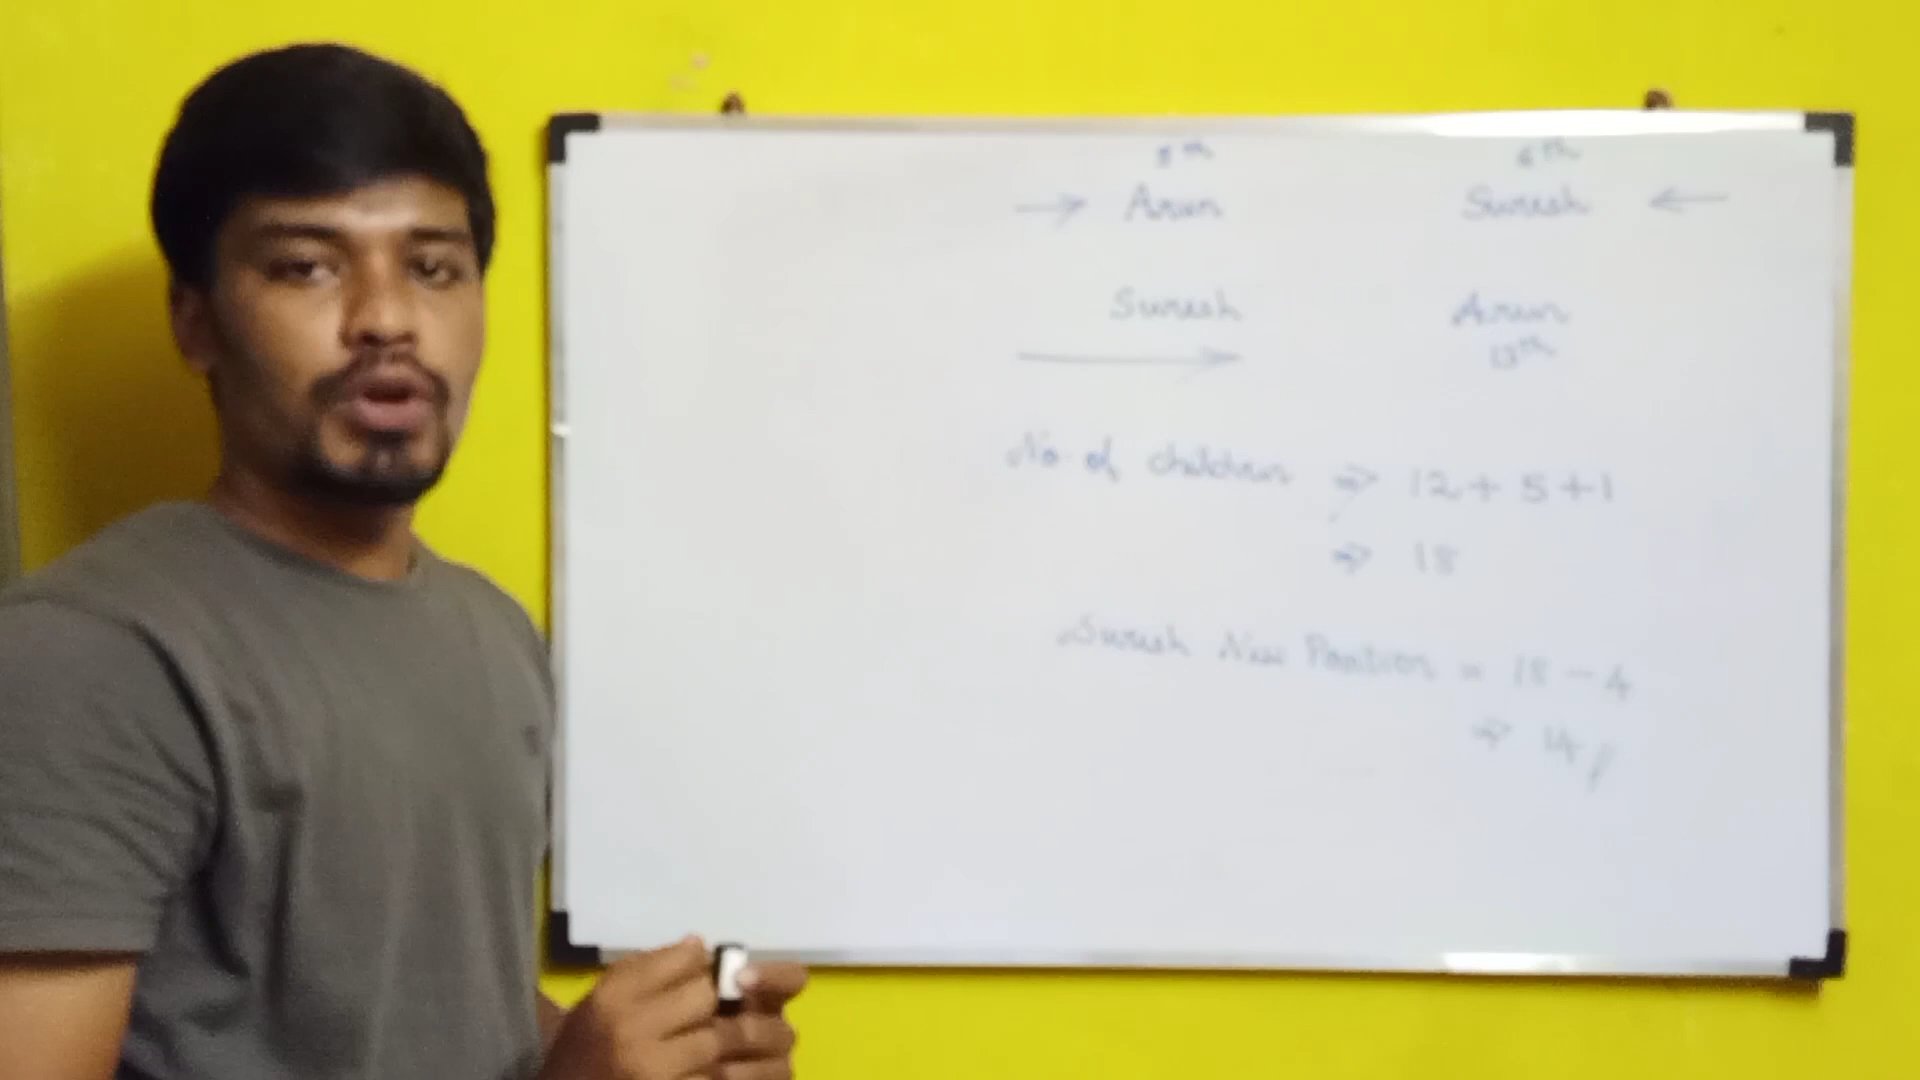 5th 6th
→ Arun Suresh ←
Suresh Arun
→ 13th
No of children ⇒ 12 + 5 + 1
⇒ 18
Suresh New Position = 18 - 4
⇒ 14 //